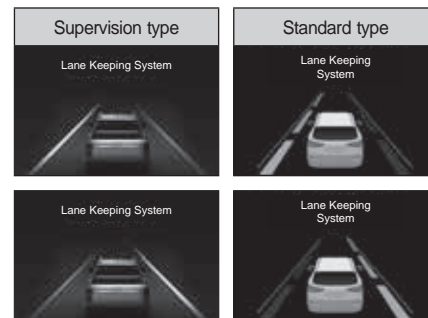 Supervision type
Standard type
Lane Keeping System
Lane Keeping
System
Lane Keeping System
Lane Keeping
System